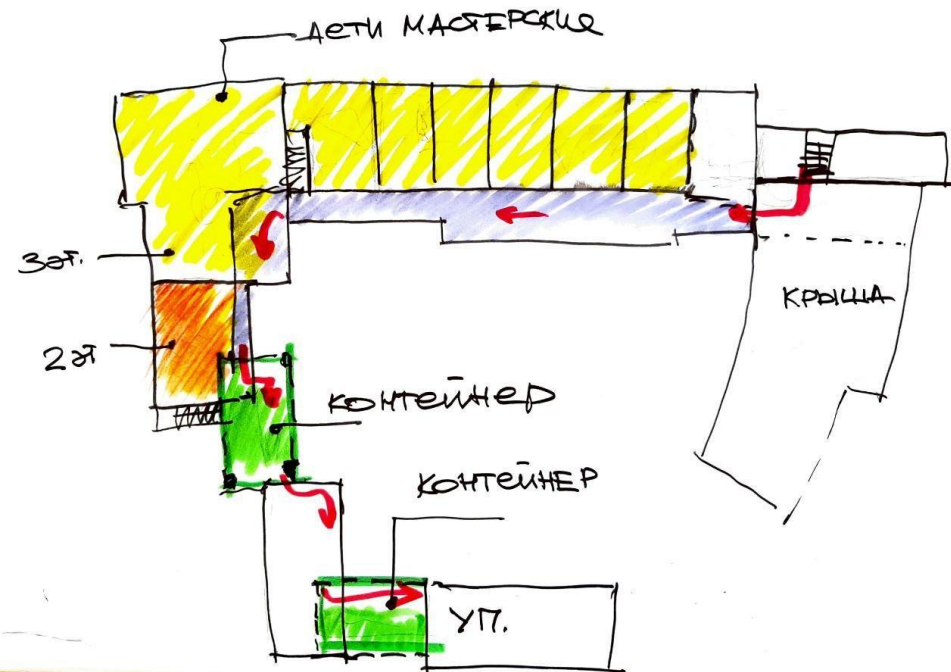 ДЕТИ МАСТЕРСКИЕ
3эт.
КРЫША
2эт
КОНТЕЙНЕР
КОНТЕЙНЕР
УП.